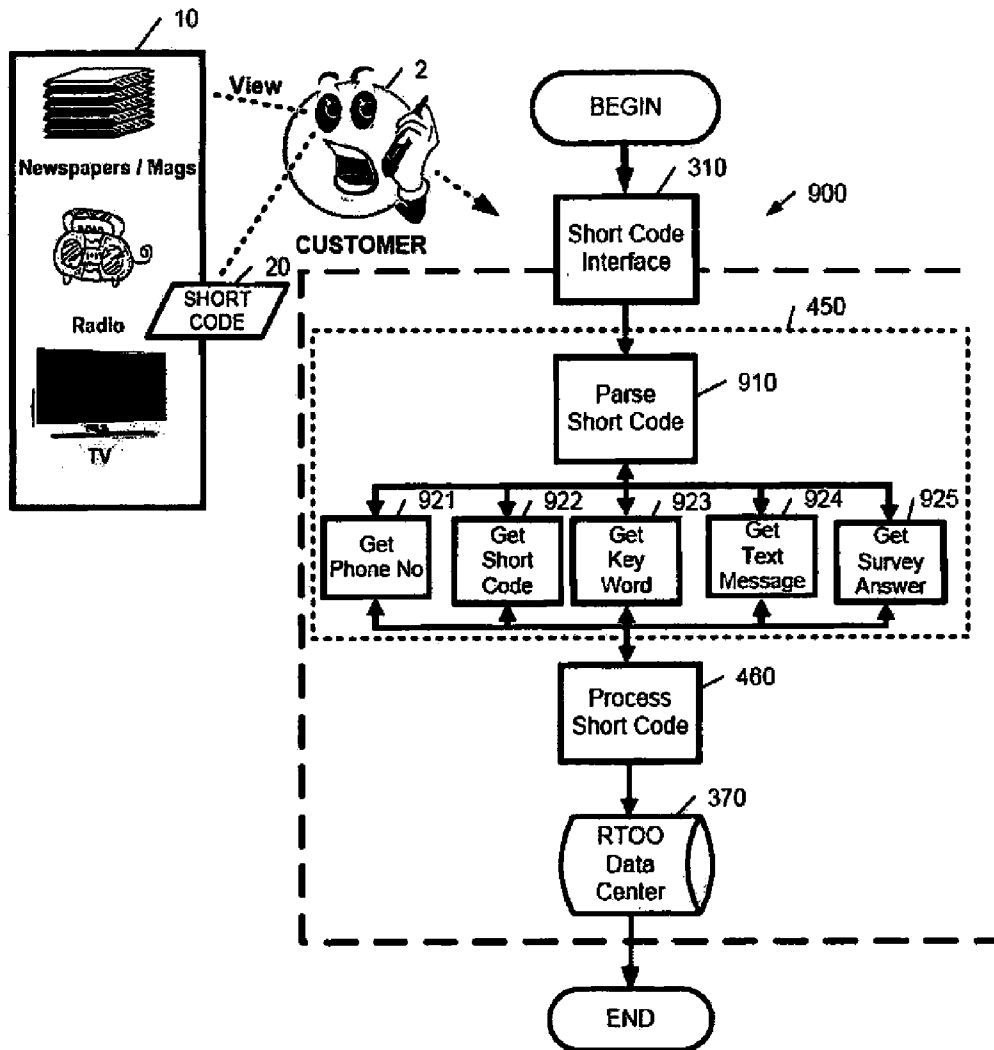 10
View
2
Newspapers / Mags
CUSTOMER
20
SHORT
CODE
Radio
TV
BEGIN
310
900
Short Code
Interface
450
Parse
Short Code
910
921
Get
Phone No
922
Get
Short
Code
923
Get
Key
Word
924
Get
Text
Message
925
Get
Survey
Answer
460
Process
Short Code
370
RTOO
Data
Center
END